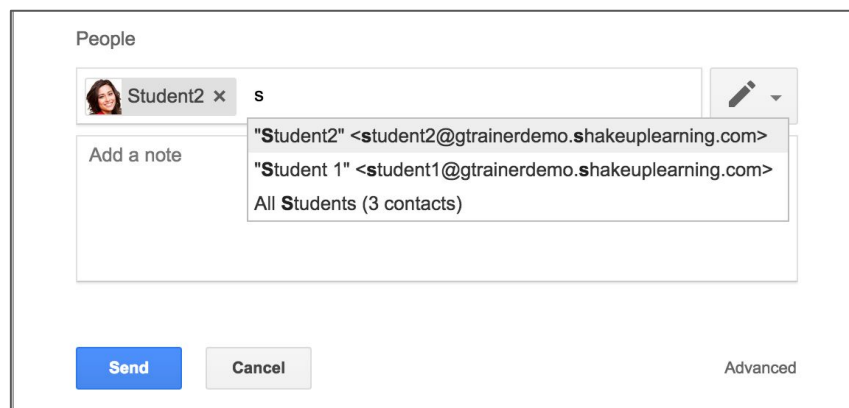 People
Student2 × s
"Student2" <student2@gtrainerdemo.shakeuplearning.com>
Add a note
"Student 1" <student1@gtrainerdemo.shakeuplearning.com>
All Students (3 contacts)
Send Cancel Advanced